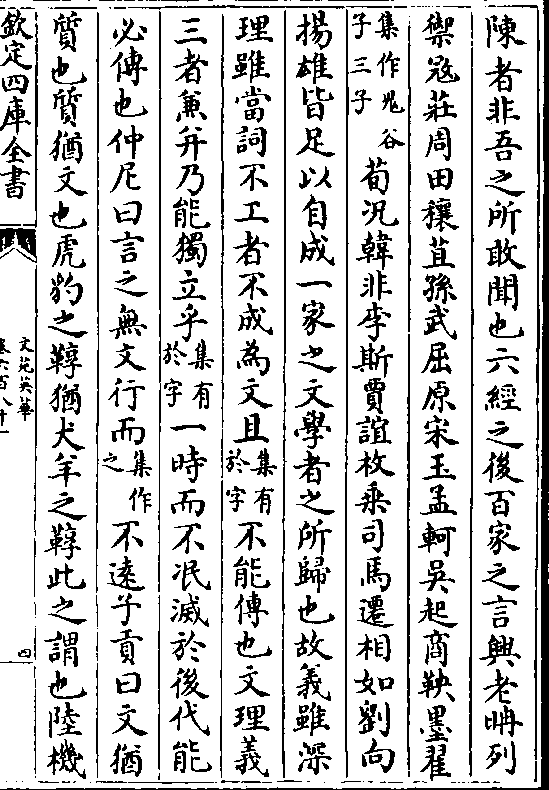 陳者非吾之所敢聞也六經之後百家之言興老聃列
禦寇莊周田穰苴孫武屈原宋玉孟軻吳起商鞅墨翟
集作鬼谷
子三子
荀況韓非李斯賈誼枚乘司馬遷相如劉向
揚雄皆足以自成一家之文學者之所歸也故義雖深
理雖當詞不工者不成為文且集有於字不能傳也文理義
三者兼并乃能獨立乎集有於字一時而不泯滅於後代能
必傳也仲尼曰言之無文行而集作之不遠子貢曰文猶
質也質猶文也虎豹之鞟猶犬羊之鞟此之謂也陸機
欽定四庫全書
文苑英華
卷六百八十一
四